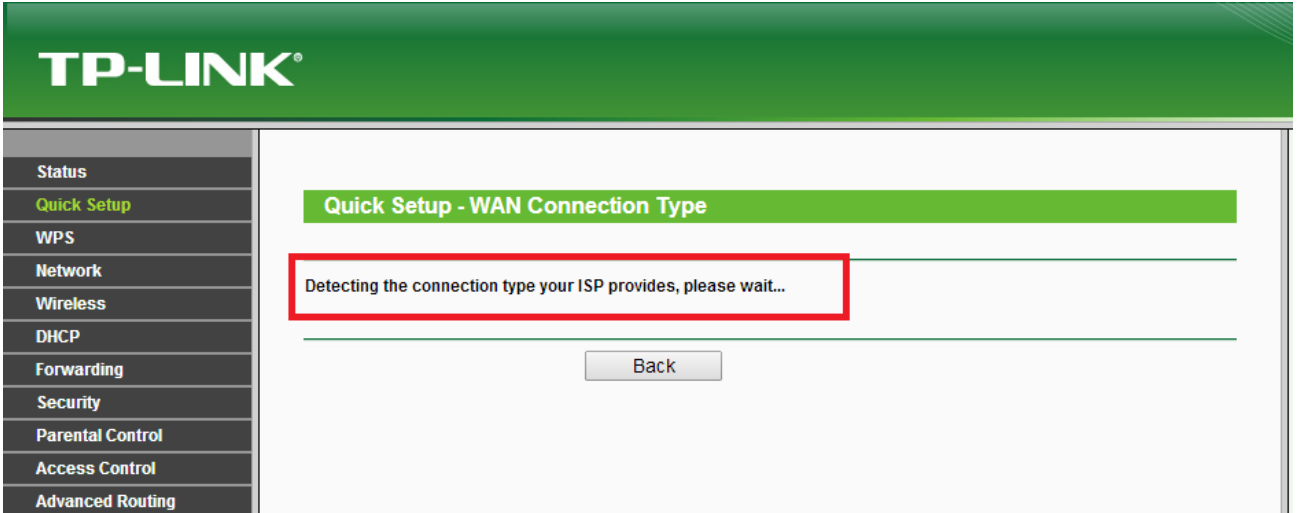 TP-LINK®
Status
Quick Setup
WPS
Network
Wireless
DHCP
Forwarding
Security
Parental Control
Access Control
Advanced Routing
Quick Setup - WAN Connection Type
Detecting the connection type your ISP provides, please wait...
Back